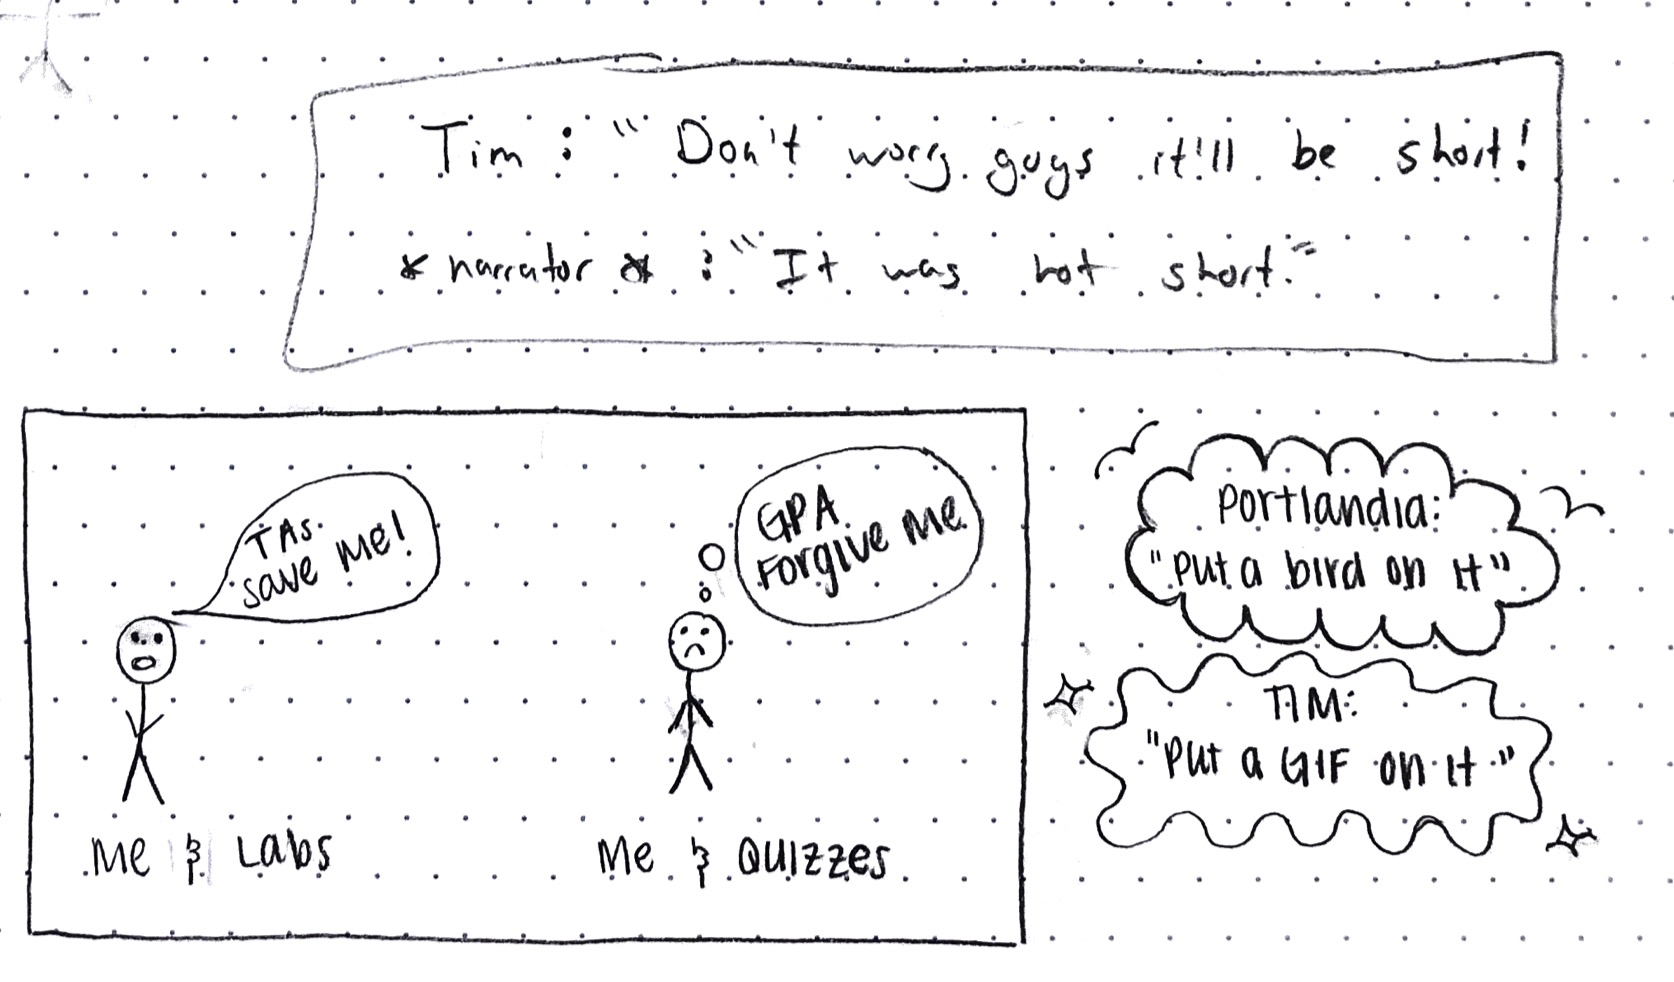 Tim : “ Don't worry guys it'll be short!
* narrator * : “It was not short.”
TAs
save me!
GPA
Forgive Me
Me & Labs
Me & Quizzes
Portlandia:
"Put a bird on it"
TIM:
"Put a GIF on it."